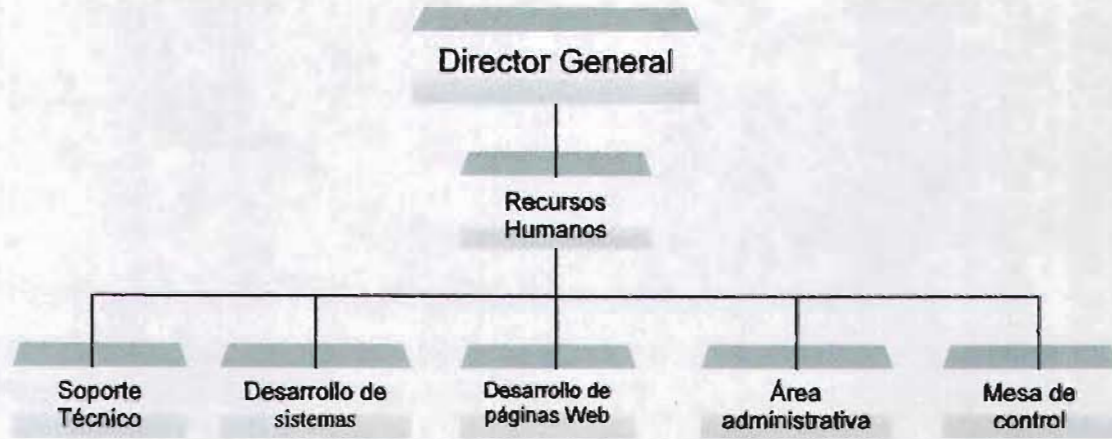 Director General
Recursos
Humanos
Soporte
Técnico
Desarrollo de
sistemas
Desarrollo de
páginas Web
Área
administrativa
Mesa de
control